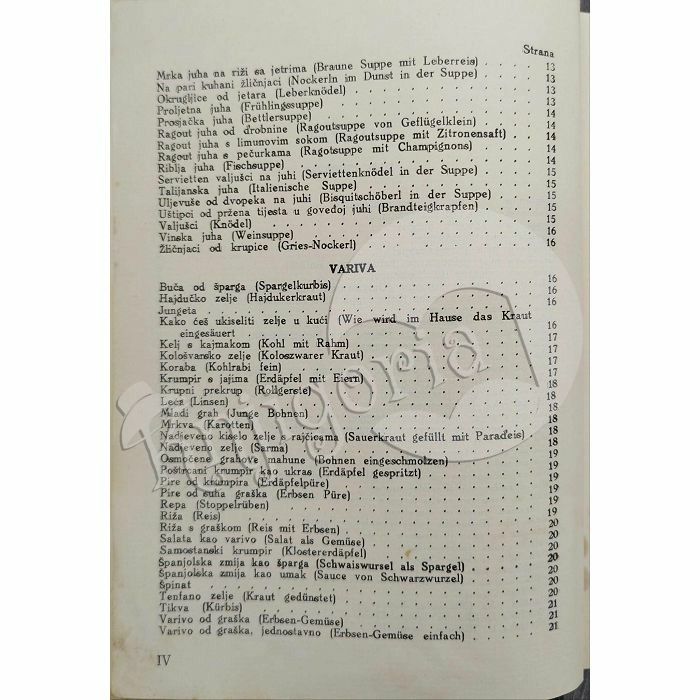 Strana
Mrka juha na riži sa jetrima (Braune Suppe mit Leberreis) . . . . 13
Na pari kuhani žličnjaci (Nockerln im Dunst in der Suppe) . . . . 13
Okrugljice od jetara (Leberknödel) . . . . 13
Proljetna juha (Frühlingssuppe) . . . . 13
Prosjačka juha (Bettlersuppe) . . . . 14
Ragout juha od drobnine (Ragoutsuppe von Geflügelklein) . . . . 14
Ragout juha s limunovim sokom (Ragoutsuppe mit Zitronensaft) . . . . 14
Ragout juha s pečurkama (Ragotsuppe mit Champignons) . . . . 14
Riblja juha (Fischsuppe) . . . . 14
Servietten valjušci na juhi (Serviettenknödel in der Suppe) . . . . 15
Talijanska juha (Italienische Suppe) . . . . 15
Uljevuše od dvopeka na juhi (Bisquitschöberl in der Suppe) . . . . 15
Uštipci od pržena tijesta u govedoj juhi (Brandteigkrapfen) . . . . 15
Valjušci (Knödel) . . . . 16
Vinska juha (Weinsuppe) . . . . 16
Žličnjaci od krupice (Gries-Nockerl) . . . . 16
VARIVA
Buča od šparga (Spargelkurbis) . . . . 16
Hajdučko zelje (Hajdukerkraut) . . . . 16
Jungeta . . . . 16
Kako ćeš ukiseliti zelje u kući (Wie wird im Hause das Kraut
eingesäuert . . . . 16
Kelj s kajmakom (Kohl mit Rahm) . . . . 17
Kološvarsko zelje (Koloszwarer Kraut) . . . . 17
Koraba (Kohlrabi fein) . . . . 17
Krumpir s jajima (Erdäpfel mit Eiern) . . . . 17
Krupni prekrup (Rollgerste) . . . . 18
Leća (Linsen) . . . . 18
Mladi grah (Junge Bohnen) . . . . 18
Mrkva (Karotten) . . . . 18
Nadjeveno kiselo zelje s rajčicama (Sauerkraut gefüllt mit Paradeis) . . . . 18
Nadjeveno zelje (Sarma) . . . . 18
Osmočene grahove mahune (Bohnen eingeschmolzen) . . . . 19
Poštrcani krumpir kao ukras (Erdäpfel gespritzt) . . . . 19
Pire od krumpira (Erdäpfelpüre) . . . . 19
Pire od suha graška (Erbsen Püre) . . . . 19
Repa (Stoppelrüben) . . . . 19
Riža (Reis) . . . . 19
Riža s graškom (Reis mit Erbsen) . . . . 20
Salata kao varivo (Salat als Gemüse) . . . . 20
Samostanski krumpir (Klostererdäpfel) . . . . 20
Španjolska zmija kao šparga (Schwaiswursel als Spargel) . . . . 20
Španjolska zmija kao umak (Sauce von Schwarzwurzel) . . . . 20
Špinat . . . . 20
Tenfano zelje (Kraut gedünstet) . . . . 20
Tikva (Kürbis) . . . . 21
Varivo od graška (Erbsen-Gemüse) . . . . 21
Varivo od graška, jednostavno (Erbsen-Gemüse einfach) . . . . 21
IV